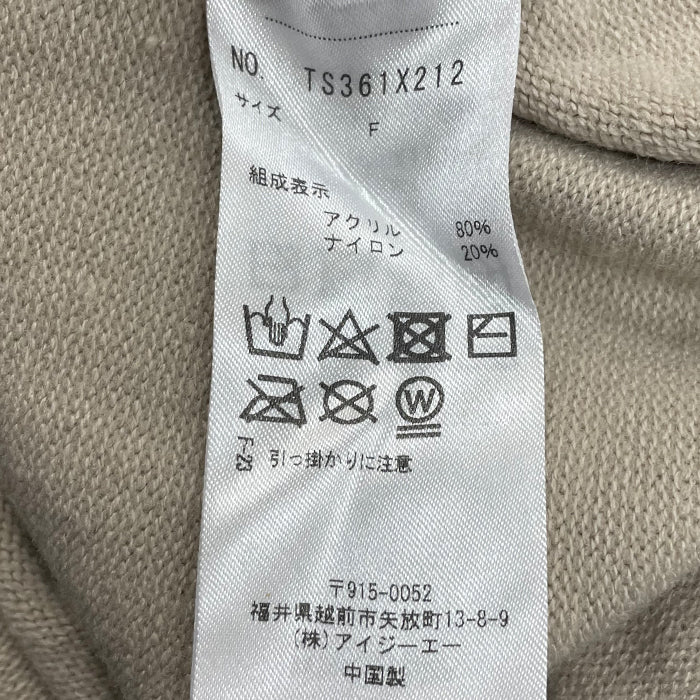 NO. TS361X212
サイズ F
組成表示
アクリル 80%
ナイロン 20%
W
F-23 引っ掛かりに注意
〒915-0052
福井県越前市矢放町13-8-9
(株)アイジーエー
中国製